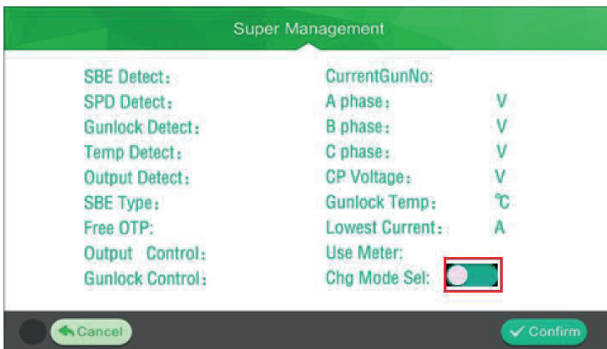 Super Management
SBE Detect:
SPD Detect:
Gunlock Detect:
Temp Detect:
Output Detect:
SBE Type:
Free OTP:
Output Control:
Gunlock Control:
CurrentGunNo:
A phase: V
B phase: V
C phase: V
CP Voltage: V
Gunlock Temp: ℃
Lowest Current: A
Use Meter:
Chg Mode Sel:
Cancel
Confirm